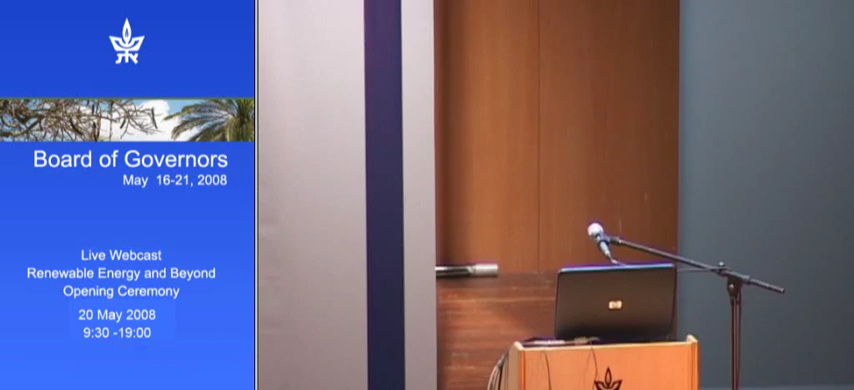 את
Board of Governors
May 16-21, 2008
Live Webcast
Renewable Energy and Beyond
Opening Ceremony
20 May 2008
9:30 -19:00